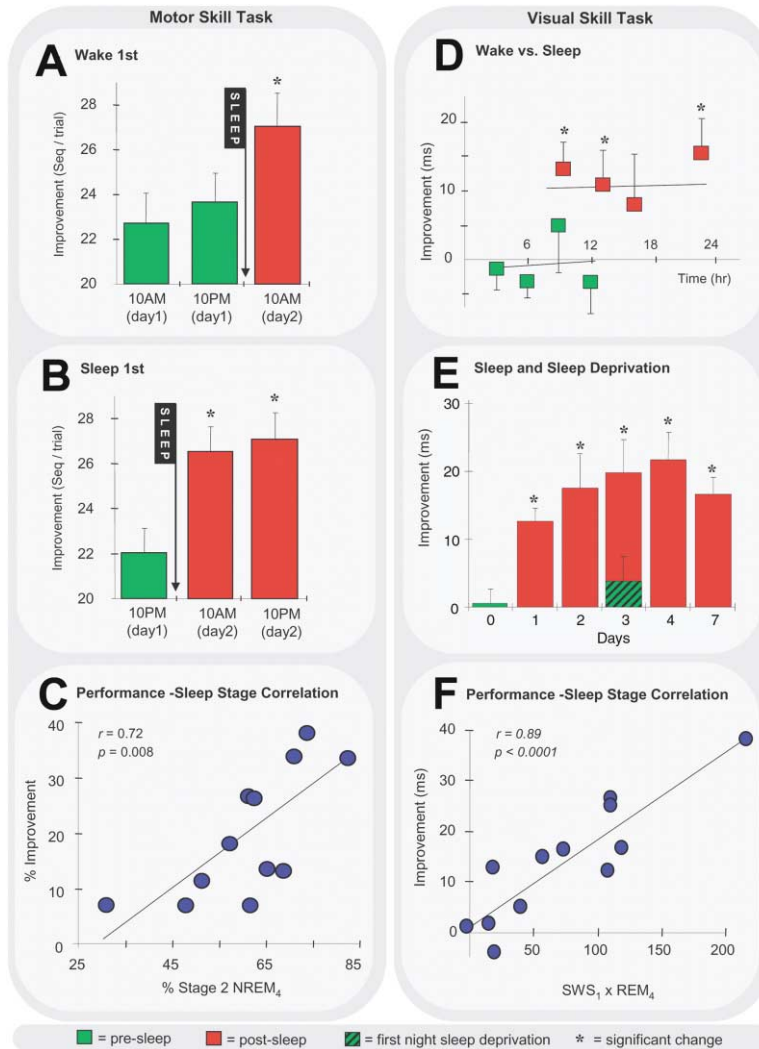 Motor Skill Task
A Wake 1st
Improvement (Seq / trial)
28
26
24
22
20
SLEEP
*
10AM 10PM 10AM
(day1) (day1) (day2)
B Sleep 1st
Improvement (Seq / trial)
28
26
24
22
20
SLEEP
* *
10PM 10AM 10PM
(day1) (day2) (day2)
C Performance -Sleep Stage Correlation
r = 0.72
p = 0.008
% Improvement
40
30
20
10
0
25 45 65 85
% Stage 2 NREM4
Visual Skill Task
D Wake vs. Sleep
Improvement (ms)
20
10
0
* * *
6 12 18 24
Time (hr)
E Sleep and Sleep Deprivation
Improvement (ms)
30
20
10
0
* * * * *
0 1 2 3 4 7
Days
F Performance -Sleep Stage Correlation
r = 0.89
p < 0.0001
Improvement (ms)
40
30
20
10
0
50 100 150 200
SWS1 x REM4
= pre-sleep = post-sleep = first night sleep deprivation * = significant change